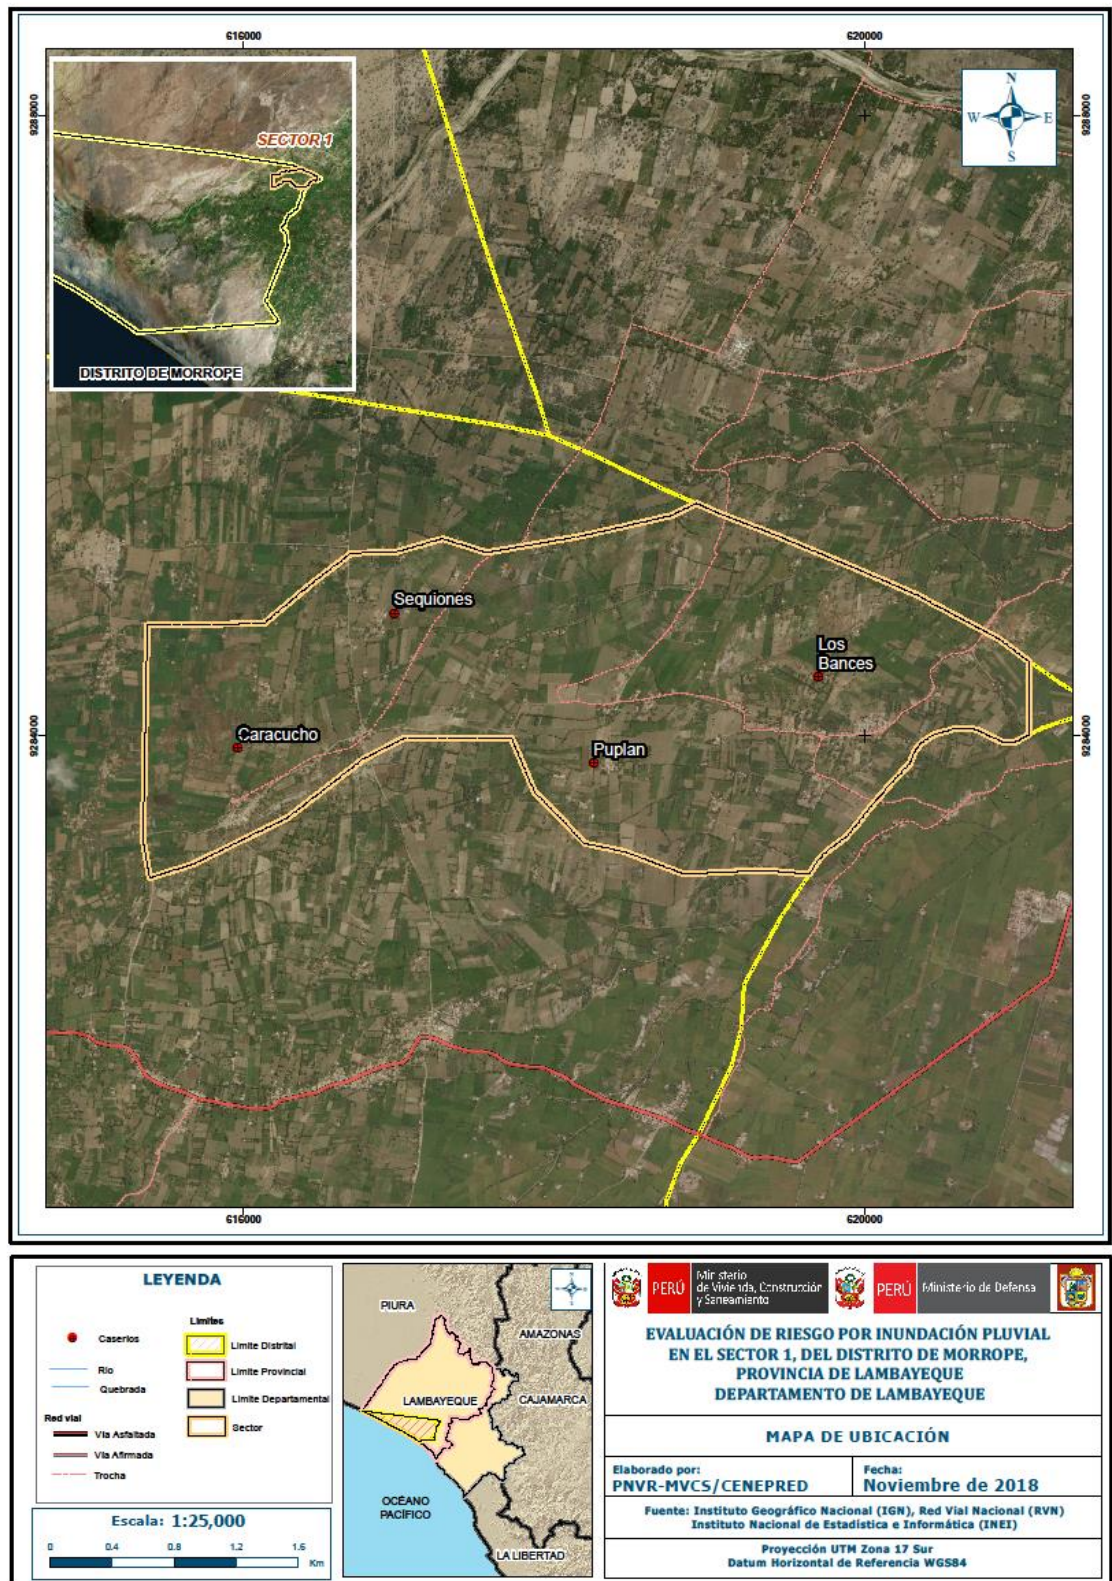 616000
620000
9288000
9288000
N
W
E
S
SECTOR 1
DISTRITO DE MORROPE
Sequiones
Los
Bances
9284000
9284000
Caracucho
Puplan
616000
620000
LEYENDA
Caserios
Rio
Quebrada
Red vial
Via Asfaltada
Via Afirmada
Trocha
Limites
Limite Distrital
Limite Provincial
Limite Departamental
Sector
Escala: 1:25,000
0 0.4 0.8 1.2 1.6
Km
PIURA
AMAZONAS
LAMBAYEQUE
CAJAMARCA
OCÉANO
PACÍFICO
LA LIBERTAD
PERÚ
Ministerio
de Vivienda, Construcción
y Saneamiento
PERÚ
Ministerio de Defensa
EVALUACIÓN DE RIESGO POR INUNDACIÓN PLUVIAL
EN EL SECTOR 1, DEL DISTRITO DE MORROPE,
PROVINCIA DE LAMBAYEQUE
DEPARTAMENTO DE LAMBAYEQUE
MAPA DE UBICACIÓN
Elaborado por:
PNVR-MVCS/CENEPRED
Fecha:
Noviembre de 2018
Fuente: Instituto Geográfico Nacional (IGN), Red Vial Nacional (RVN)
Instituto Nacional de Estadística e Informática (INEI)
Proyección UTM Zona 17 Sur
Datum Horizontal de Referencia WGS84